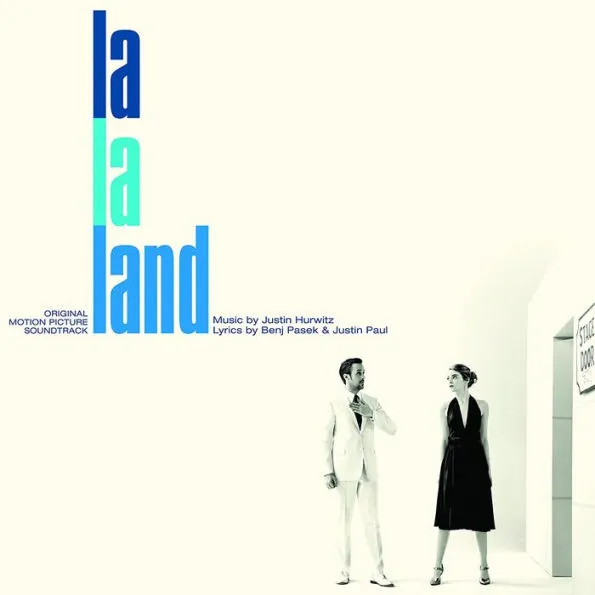 la
la
land
ORIGINAL
MOTION PICTURE
SOUNDTRACK
Music by Justin Hurwitz
Lyrics by Benj Pasek & Justin Paul
STAGE
DOOR